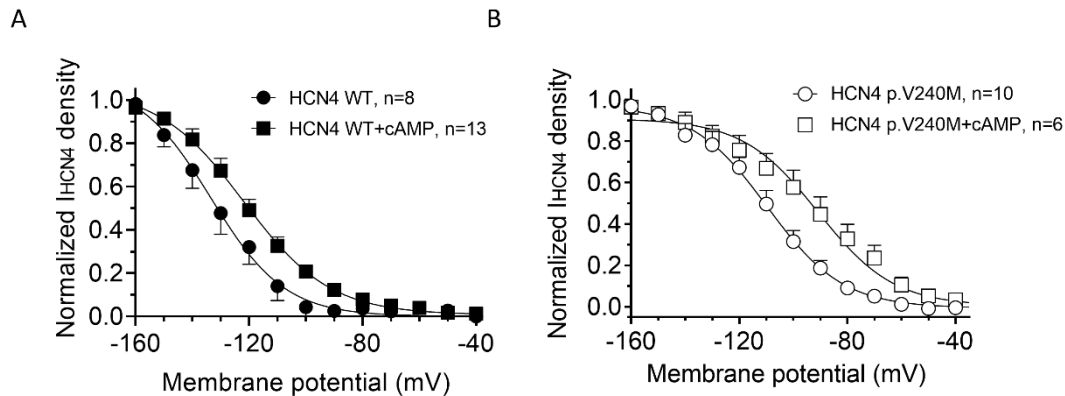 A
B
Normalized IHCN4 density
1.0
0.8
0.6
0.4
0.2
0.0
HCN4 WT, n=8
HCN4 WT+cAMP, n=13
-160
-120
-80
-40
Membrane potential (mV)
Normalized IHCN4 density
1.0
0.8
0.6
0.4
0.2
0.0
HCN4 p.V240M, n=10
HCN4 p.V240M+cAMP, n=6
-160
-120
-80
-40
Membrane potential (mV)